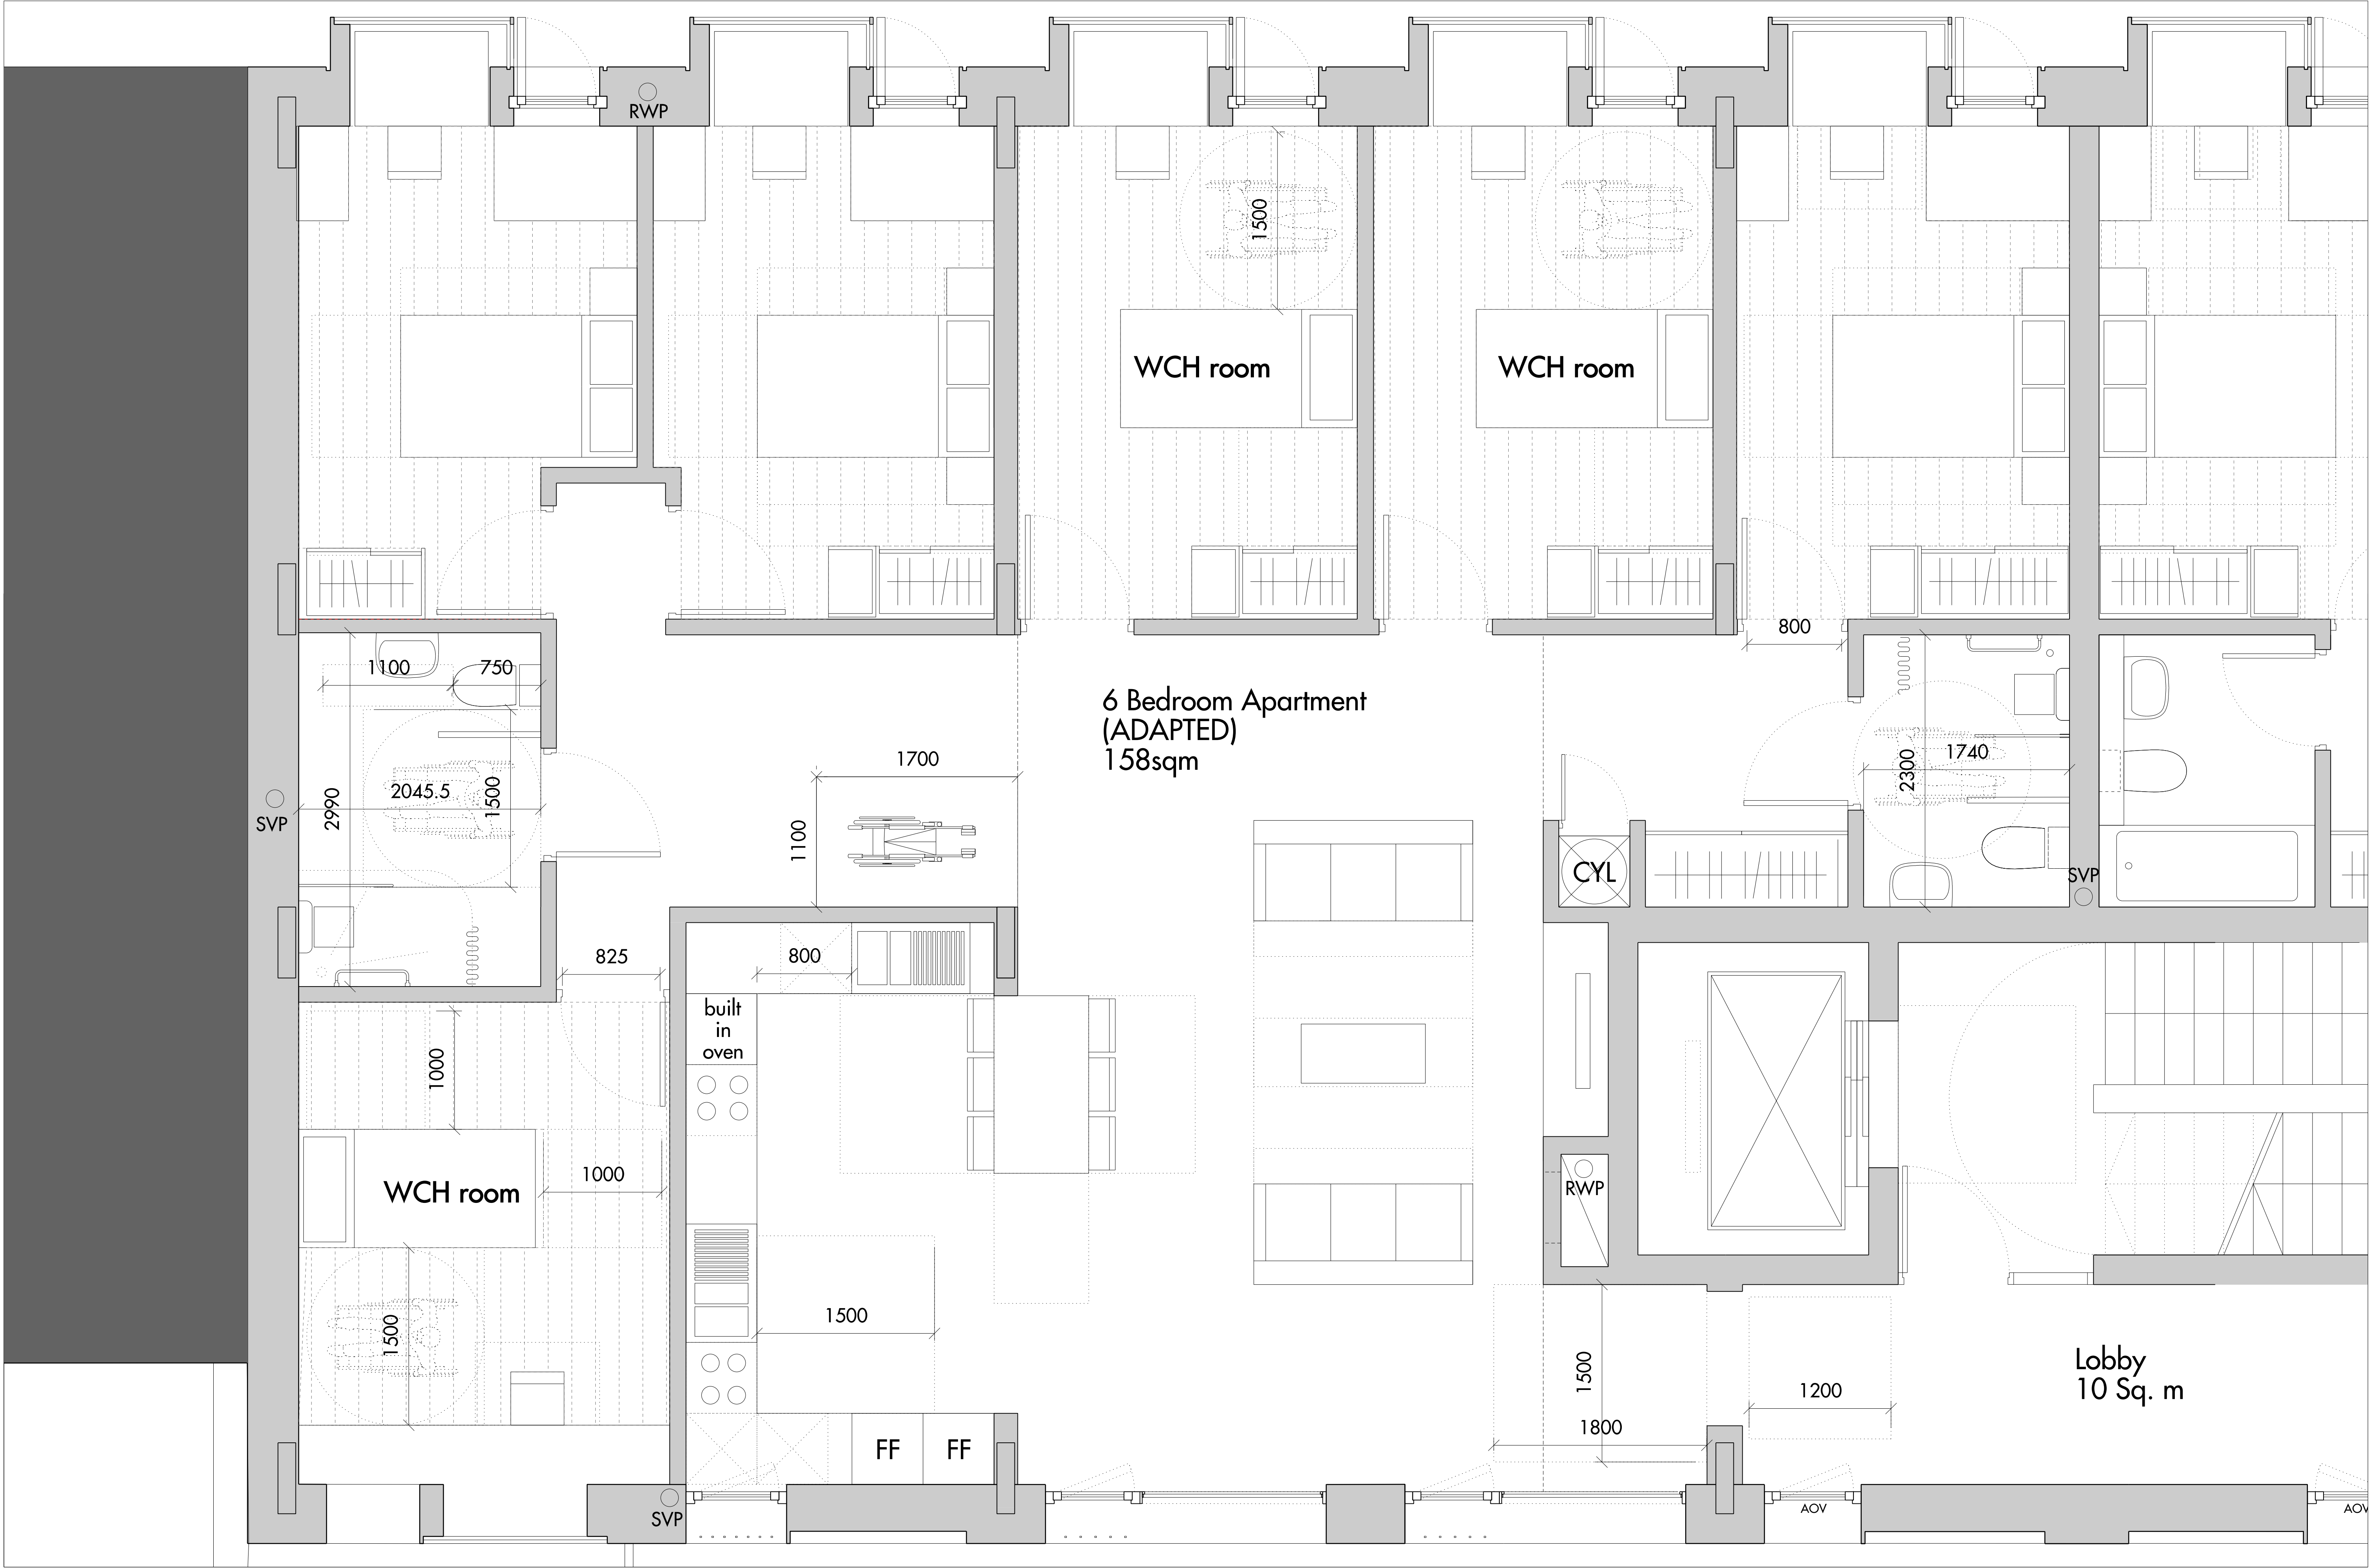 RWP
1500
WCH room
WCH room
800
1100
750
6 Bedroom Apartment
(ADAPTED)
158sqm
1700
2990
2045.5
1500
2300
1740
SVP
1100
CYL
SVP
825
800
built
in
oven
1000
1000
WCH room
RWP
1500
1500
1500
1200
Lobby
10 Sq. m
1800
FF
FF
SVP
AOV
AOV